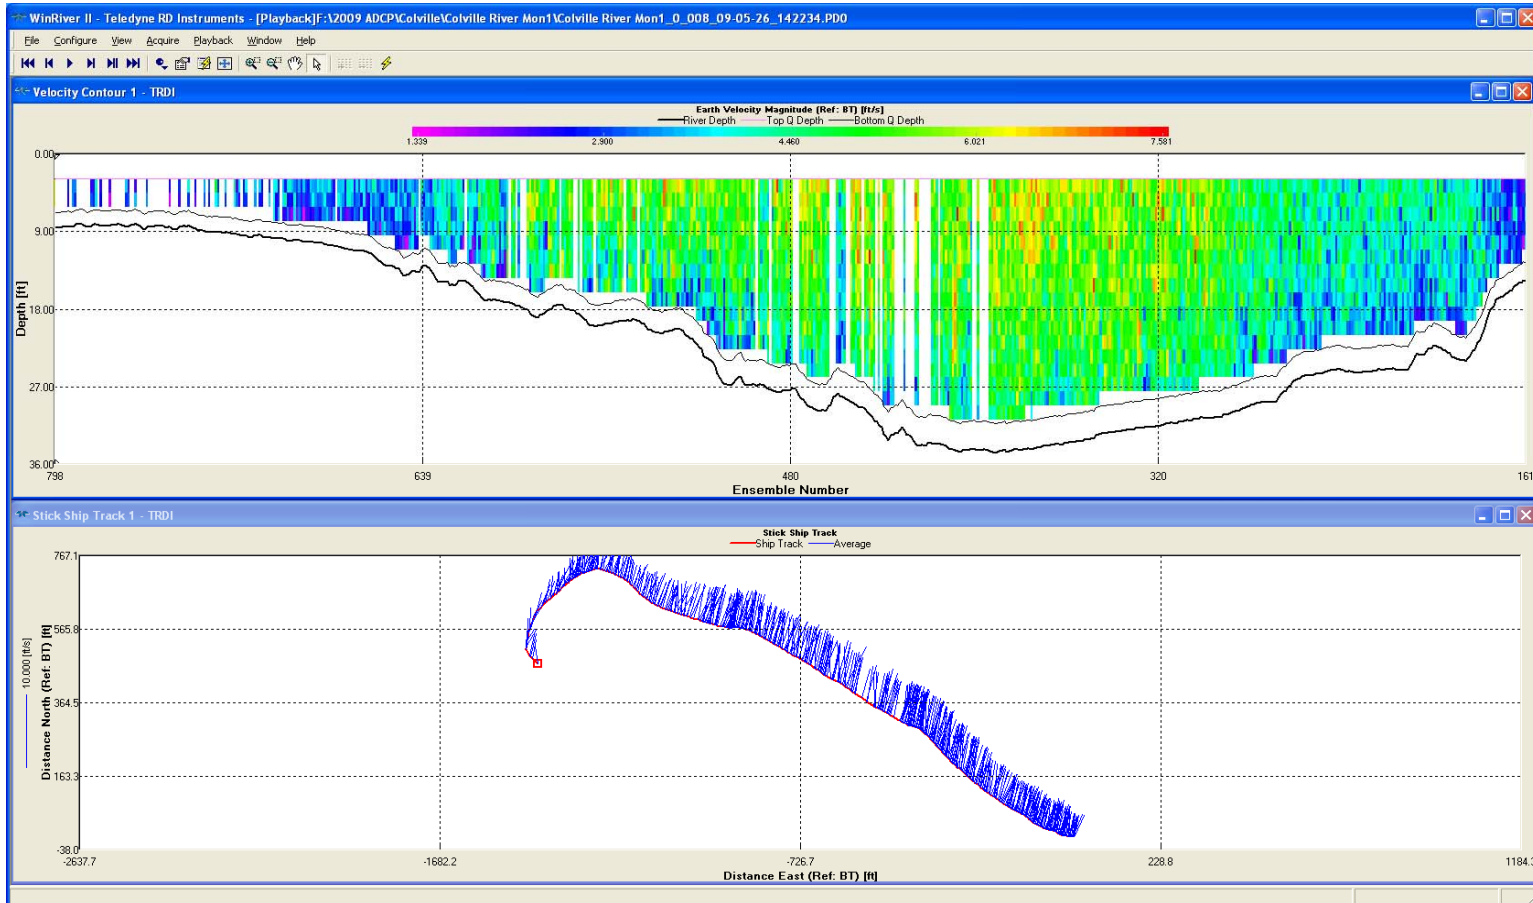 WinRiver II - Teledyne RD Instruments - [Playback]F:\2009 ADCP\Colville\Colville River Mon1\Colville River Mon1_0_008_09-05-26_142234.PD0
File Configure View Acquire Playback Window Help
Velocity Contour 1 - TRDI
Earth Velocity Magnitude (Ref: BT) [ft/s]
River Depth Top Q Depth Bottom Q Depth
1.339 2.900 4.460 6.021 7.581
0.00
9.00
18.00
27.00
36.00
Depth [ft]
798 639 480 320 161
Ensemble Number
Stick Ship Track 1 - TRDI
Stick Ship Track
Ship Track Average
767.1
565.8
364.5
163.3
-38.0
10.000 [ft/s]
Distance North (Ref: BT) [ft]
-2637.7 -1682.2 -726.7 228.8 1184.3
Distance East (Ref: BT) [ft]